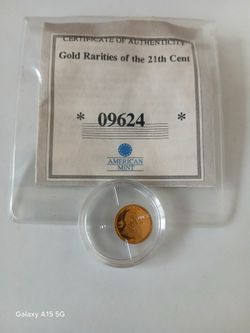 CERTIFICATE OF AUTHENTICITY
Gold Rarities of the 21th Cent
* 09624 *
AMERICAN
MINT
Galaxy A15 5G